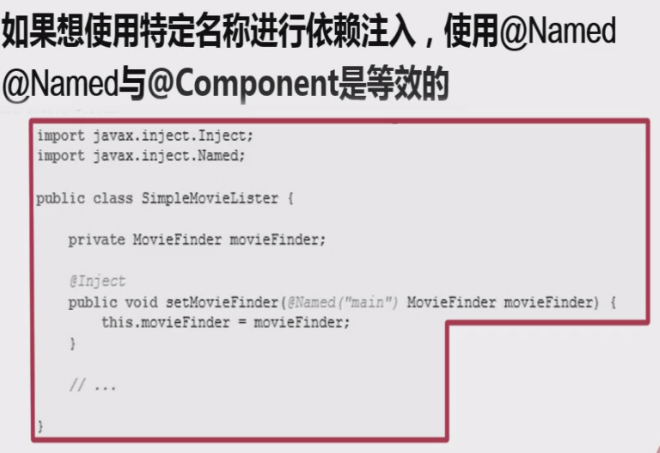 如果想使用特定名称进行依赖注入，使用@Named
@Named与@Component是等效的
import javax.inject.Inject;
import javax.inject.Named;
public class SimpleMovieLister {
private MovieFinder movieFinder;
@Inject
public void setMovieFinder(@Named("main") MovieFinder movieFinder) {
this.movieFinder = movieFinder;
}
// ...
}